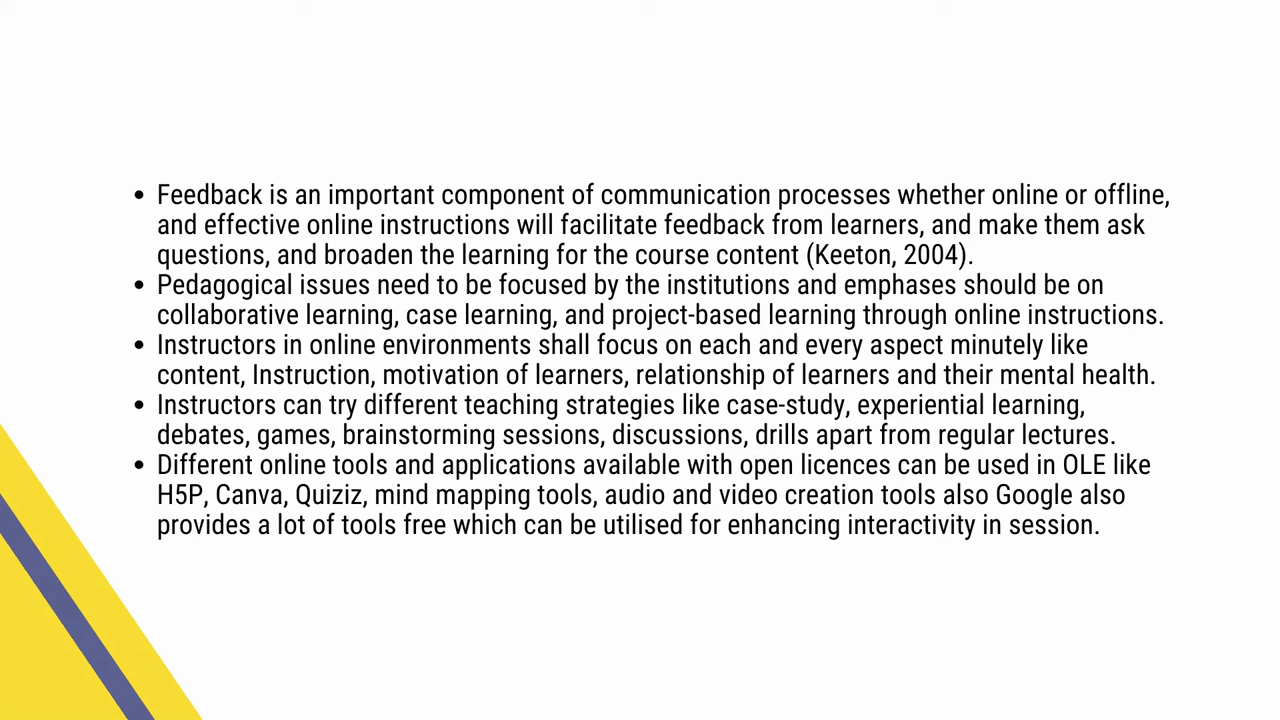 • Feedback is an important component of communication processes whether online or offline,
and effective online instructions will facilitate feedback from learners, and make them ask
questions, and broaden the learning for the course content (Keeton, 2004).
• Pedagogical issues need to be focused by the institutions and emphases should be on
collaborative learning, case learning, and project-based learning through online instructions.
• Instructors in online environments shall focus on each and every aspect minutely like
content, Instruction, motivation of learners, relationship of learners and their mental health.
• Instructors can try different teaching strategies like case-study, experiential learning,
debates, games, brainstorming sessions, discussions, drills apart from regular lectures.
• Different online tools and applications available with open licences can be used in OLE like
H5P, Canva, Quiziz, mind mapping tools, audio and video creation tools also Google also
provides a lot of tools free which can be utilised for enhancing interactivity in session.